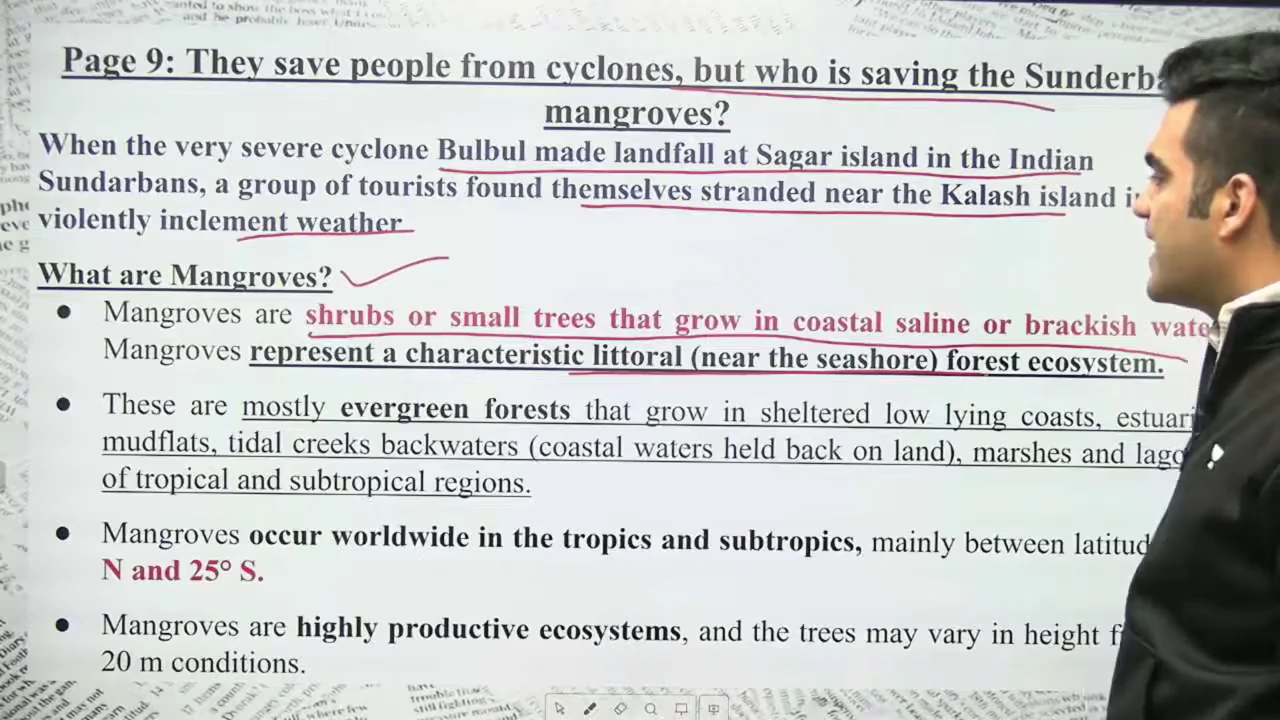 Page 9: They save people from cyclones, but who is saving the
mangroves?
When the very severe cyclone Bulbul made landfall at Sagar island in the Indian
Sundarbans, a group of tourists found themselves stranded near the Kalash island
violently inclement weather
What are Mangroves?
● Mangroves are shrubs or small trees that grow in coastal saline or brackish
Mangroves represent a characteristic littoral (near the seashore) forest ecosystem.
● These are mostly evergreen forests that grow in sheltered low lying coasts,
mudflats, tidal creeks backwaters (coastal waters held back on land), marshes and
of tropical and subtropical regions.
● Mangroves occur worldwide in the tropics and subtropics, mainly between
N and 25° S.
● Mangroves are highly productive ecosystems, and the trees may vary in height
20 m conditions.